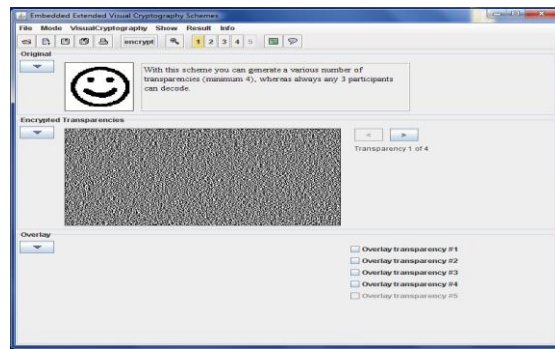 Embedded Extended Visual Cryptography Schemes
File Mode VisualCryptography Show Result Info
encrypt 1 2 3 4 5
Original
With this scheme you can generate a various number of
transparencies (minimum 4), whereas always any 3 participants
can decode.
Encrypted Transparencies
< >
Transparency 1 of 4
Overlay
Overlay transparency #1
Overlay transparency #2
Overlay transparency #3
Overlay transparency #4
Overlay transparency #5